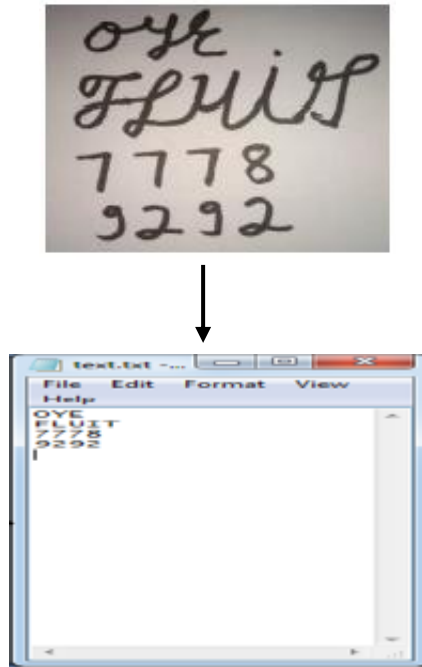 OYE
FLUIT
7778
9292
text.txt -...
File Edit Format View
Help
OYE
FLUIT
7778
9292